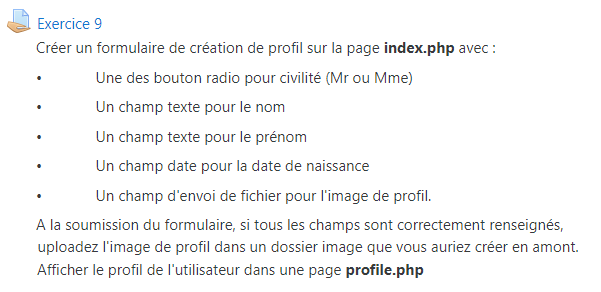 Exercice 9
Créer un formulaire de création de profil sur la page index.php avec :
• Une des bouton radio pour civilité (Mr ou Mme)
• Un champ texte pour le nom
• Un champ texte pour le prénom
• Un champ date pour la date de naissance
• Un champ d'envoi de fichier pour l'image de profil.
A la soumission du formulaire, si tous les champs sont correctement renseignés,
uploadez l'image de profil dans un dossier image que vous auriez créer en amont.
Afficher le profil de l'utilisateur dans une page profile.php